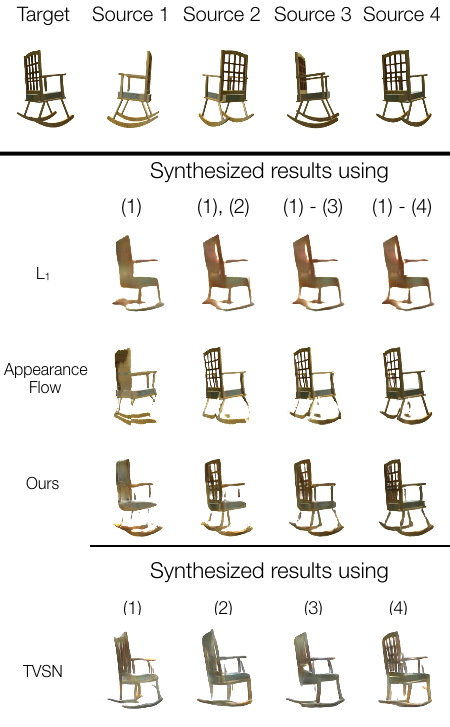 Target Source 1 Source 2 Source 3 Source 4
Synthesized results using
(1) (1), (2) (1) - (3) (1) - (4)
L₁
Appearance
Flow
Ours
Synthesized results using
(1) (2) (3) (4)
TVSN